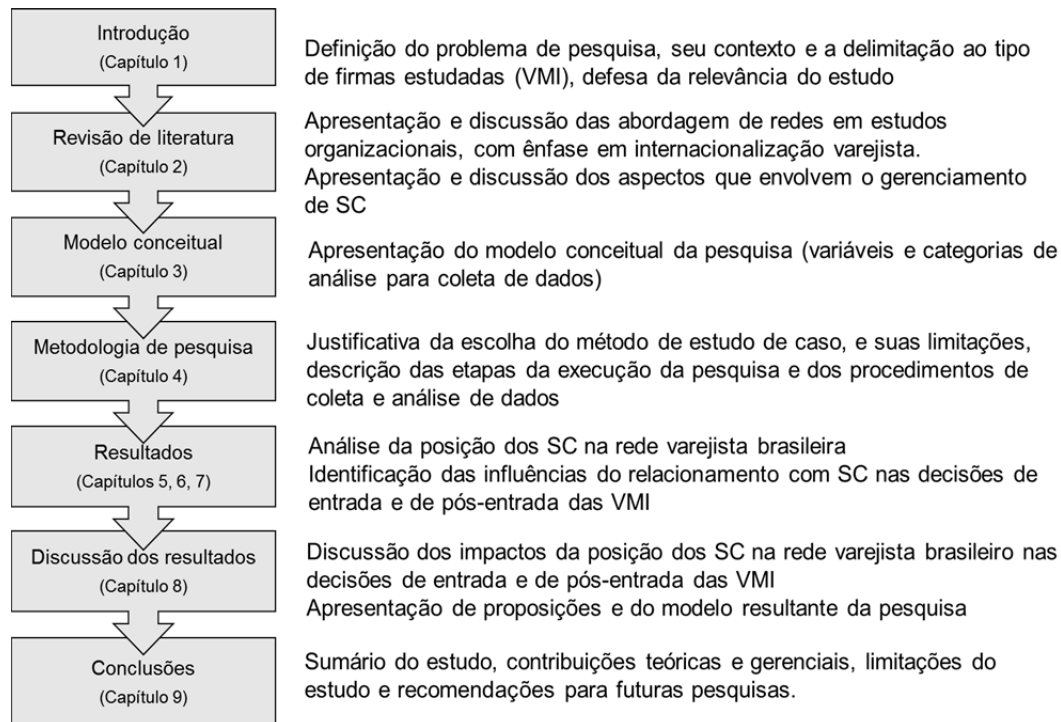 Introdução
(Capítulo 1)
Definição do problema de pesquisa, seu contexto e a delimitação ao tipo
de firmas estudadas (VMI), defesa da relevância do estudo
Revisão de literatura
(Capítulo 2)
Apresentação e discussão das abordagem de redes em estudos
organizacionais, com ênfase em internacionalização varejista.
Apresentação e discussão dos aspectos que envolvem o gerenciamento
de SC
Modelo conceitual
(Capítulo 3)
Apresentação do modelo conceitual da pesquisa (variáveis e categorias de
análise para coleta de dados)
Metodologia de pesquisa
(Capítulo 4)
Justificativa da escolha do método de estudo de caso, e suas limitações,
descrição das etapas da execução da pesquisa e dos procedimentos de
coleta e análise de dados
Resultados
(Capítulos 5, 6, 7)
Análise da posição dos SC na rede varejista brasileira
Identificação das influências do relacionamento com SC nas decisões de
entrada e de pós-entrada das VMI
Discussão dos resultados
(Capítulo 8)
Discussão dos impactos da posição dos SC na rede varejista brasileiro nas
decisões de entrada e de pós-entrada das VMI
Apresentação de proposições e do modelo resultante da pesquisa
Conclusões
(Capítulo 9)
Sumário do estudo, contribuições teóricas e gerenciais, limitações do
estudo e recomendações para futuras pesquisas.